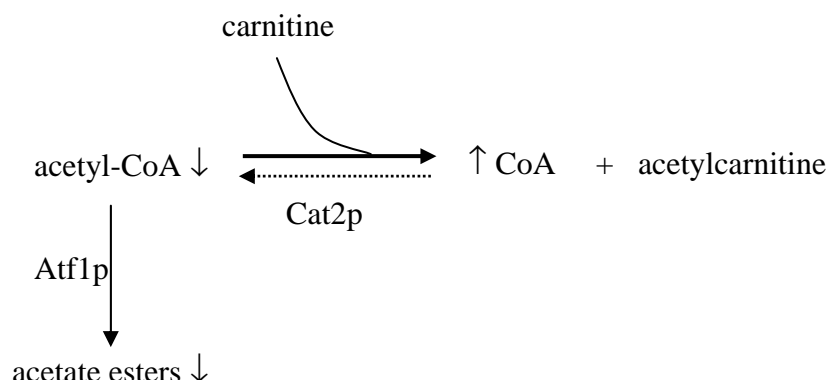 carnitine
acetyl-CoA ↓ ↑ CoA + acetylcarnitine
Cat2p
Atf1p
acetate esters ↓